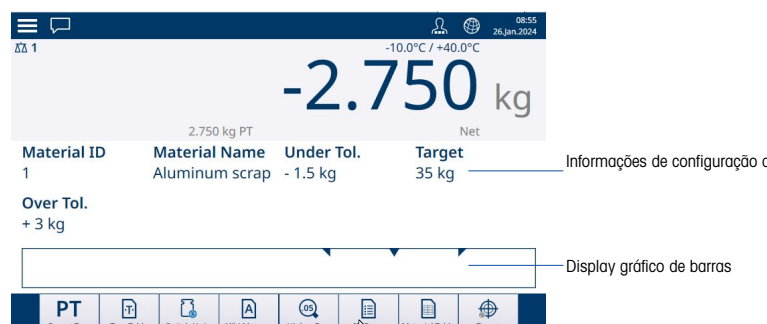 08:55
26.Jan.2024
1
-10.0°C / +40.0°C
-2.750 kg
2.750 kg PT
Net
Material ID
Material Name
Under Tol.
Target
1
Aluminum scrap
- 1.5 kg
35 kg
Informações de configuração
Over Tol.
+ 3 kg
Display gráfico de barras
PT
T
A
.05